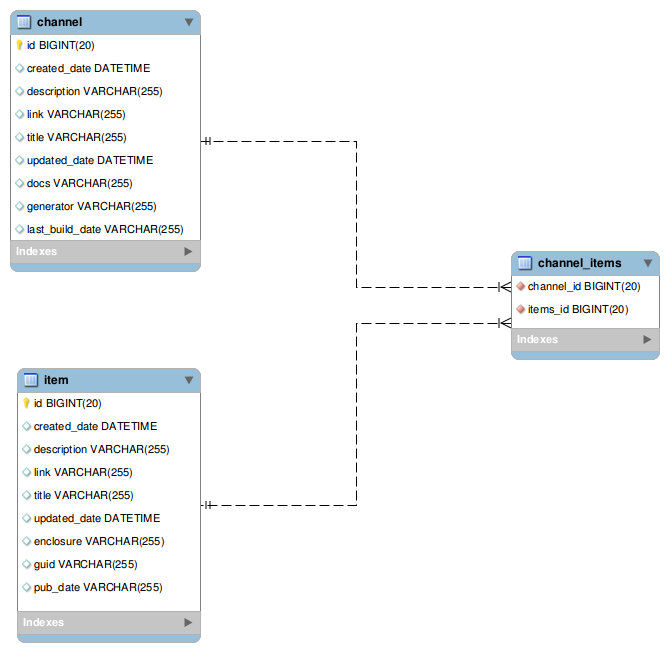 channel
id BIGINT(20)
created_date DATETIME
description VARCHAR(255)
link VARCHAR(255)
title VARCHAR(255)
updated_date DATETIME
docs VARCHAR(255)
generator VARCHAR(255)
last_build_date VARCHAR(255)
Indexes
channel_items
channel_id BIGINT(20)
items_id BIGINT(20)
Indexes
item
id BIGINT(20)
created_date DATETIME
description VARCHAR(255)
link VARCHAR(255)
title VARCHAR(255)
updated_date DATETIME
enclosure VARCHAR(255)
guid VARCHAR(255)
pub_date VARCHAR(255)
Indexes